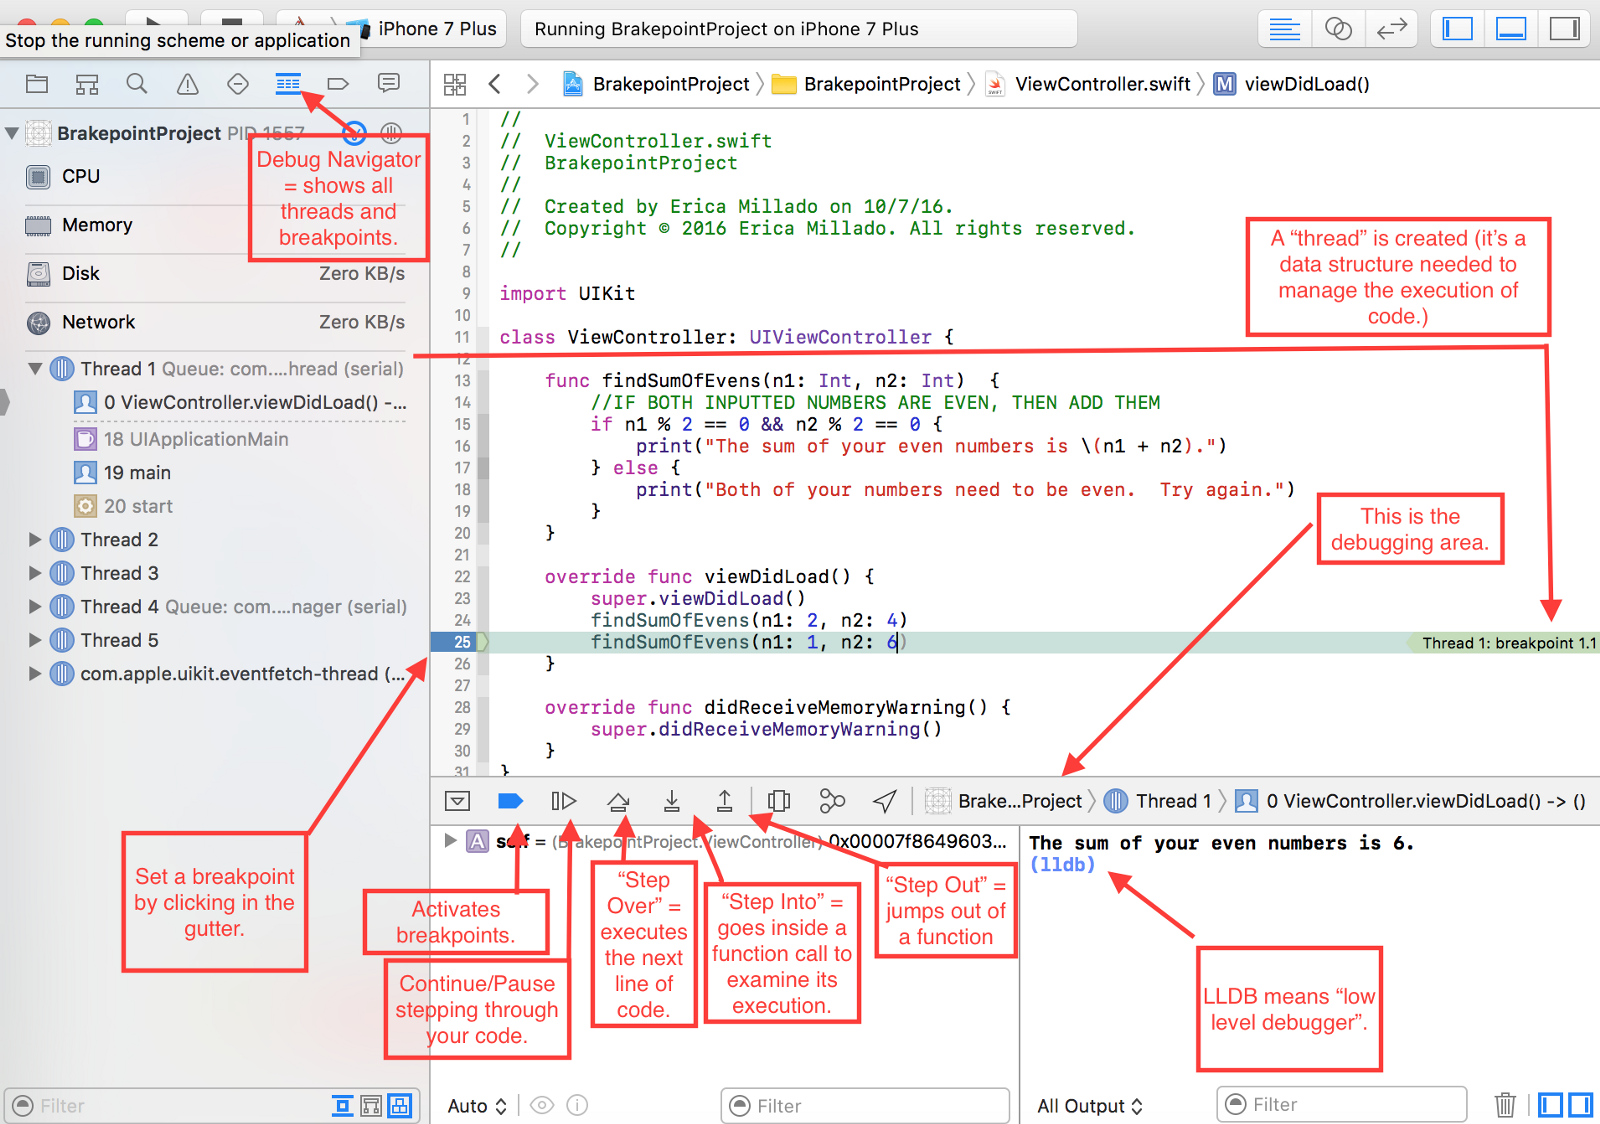 iPhone 7 Plus
Running BrakepointProject on iPhone 7 Plus
Stop the running scheme or application
BrakepointProject
BrakepointProject
ViewController.swift
M
viewDidLoad()
BrakepointProject PID 1557
CPU
Memory
Disk Zero KB/s
Network Zero KB/s
Thread 1 Queue: com....hread (serial)
0 ViewController.viewDidLoad() -...
18 UIApplicationMain
19 main
20 start
Thread 2
Thread 3
Thread 4 Queue: com....nager (serial)
Thread 5
com.apple.uikit.eventfetch-thread (...
Filter
Debug Navigator
= shows all
threads and
breakpoints.
1 //
2 // ViewController.swift
3 // BrakepointProject
4 //
5 // Created by Erica Millado on 10/7/16.
6 // Copyright © 2016 Erica Millado. All rights reserved.
7 //
8
9 import UIKit
10
11 class ViewController: UIViewController {
12
13 func findSumOfEvens(n1: Int, n2: Int) {
14 //IF BOTH INPUTTED NUMBERS ARE EVEN, THEN ADD THEM
15 if n1 % 2 == 0 && n2 % 2 == 0 {
16 print("The sum of your even numbers is \(n1 + n2).")
17 } else {
18 print("Both of your numbers need to be even.  Try again.")
19 }
20 }
21
22 override func viewDidLoad() {
23 super.viewDidLoad()
24 findSumOfEvens(n1: 2, n2: 4)
25 findSumOfEvens(n1: 1, n2: 6)
Thread 1: breakpoint 1.1
26 }
27
28 override func didReceiveMemoryWarning() {
29 super.didReceiveMemoryWarning()
30 }
31 }
A “thread” is created (it’s a
data structure needed to
manage the execution of
code.)
This is the
debugging area.
Brake...Project
Thread 1
0 ViewController.viewDidLoad() -> ()
A self = (BrakepointProject.ViewController) 0x00007f8649603...
The sum of your even numbers is 6.
(lldb)
Set a breakpoint
by clicking in the
gutter.
Activates
breakpoints.
Continue/Pause
stepping through
your code.
“Step
Over” =
executes
the next
line of
code.
“Step Into” =
goes inside a
function call to
examine its
execution.
“Step Out” =
jumps out of
a function
LLDB means “low
level debugger”.
Auto
Filter
All Output
Filter